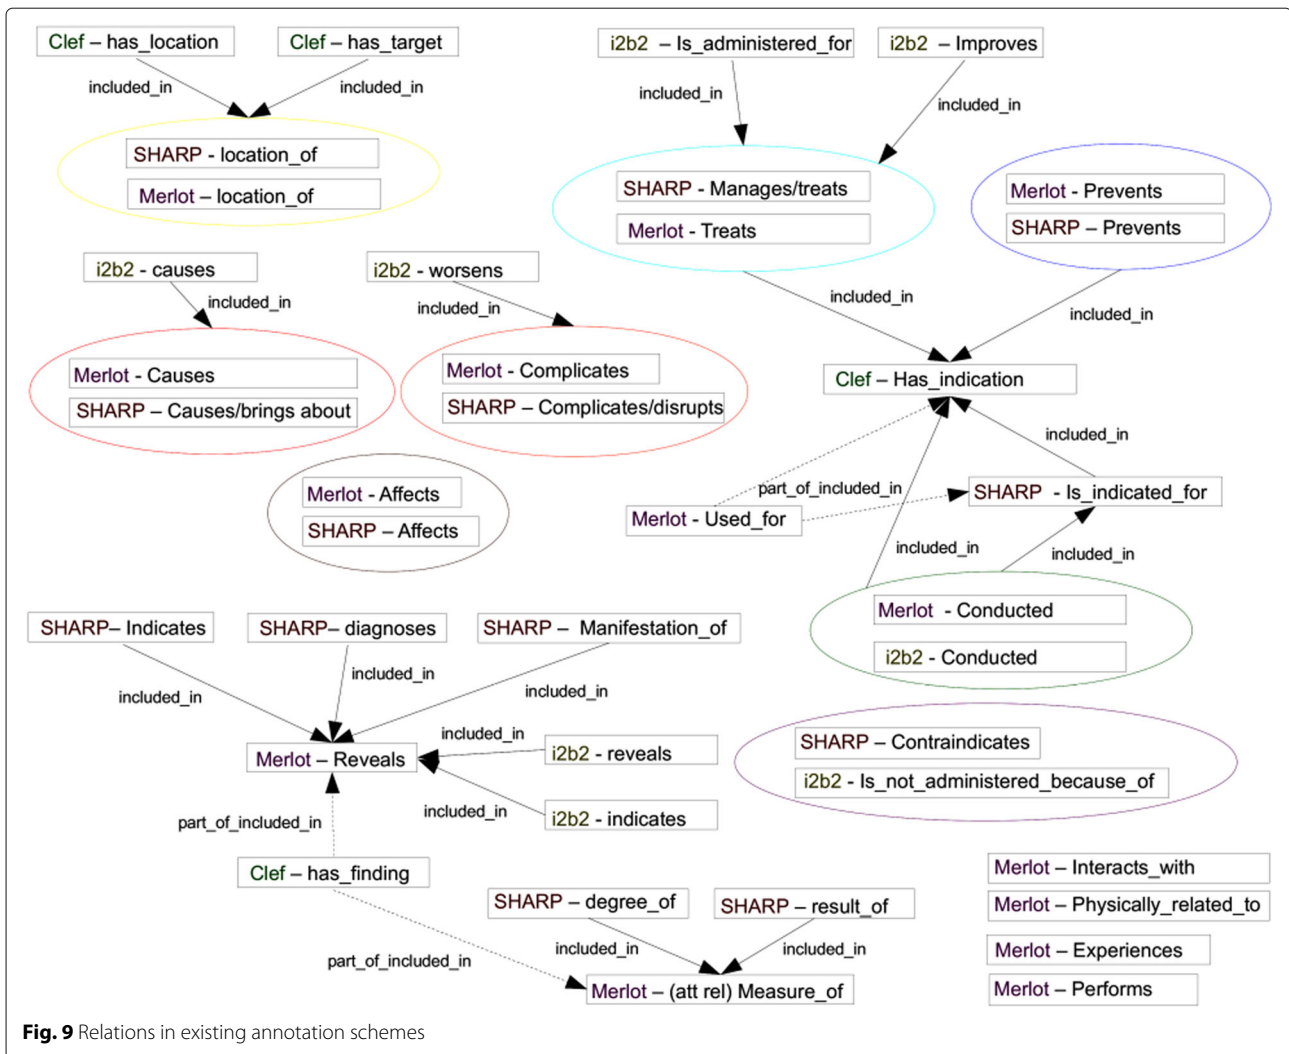 Clef – has_location
Clef – has_target
included_in
included_in
SHARP - location_of
Merlot – location_of
i2b2 – Is_administered_for
i2b2 – Improves
included_in
included_in
SHARP - Manages/treats
Merlot - Treats
Merlot - Prevents
SHARP – Prevents
i2b2 - causes
included_in
i2b2 - worsens
included_in
included_in
included_in
Merlot - Causes
SHARP – Causes/brings about
Merlot - Complicates
SHARP – Complicates/disrupts
Clef – Has_indication
included_in
Merlot - Affects
SHARP – Affects
part_of_included_in
Merlot - Used_for
SHARP - Is_indicated_for
included_in
included_in
Merlot - Conducted
i2b2 - Conducted
SHARP– Indicates
SHARP– diagnoses
SHARP – Manifestation_of
included_in
included_in
included_in
included_in
Merlot – Reveals
i2b2 - reveals
included_in
i2b2 - indicates
SHARP – Contraindicates
i2b2 - Is_not_administered_because_of
part_of_included_in
Clef – has_finding
SHARP – degree_of
SHARP – result_of
included_in
included_in
part_of_included_in
Merlot – (att rel) Measure_of
Merlot – Interacts_with
Merlot – Physically_related_to
Merlot – Experiences
Merlot – Performs
Fig. 9 Relations in existing annotation schemes